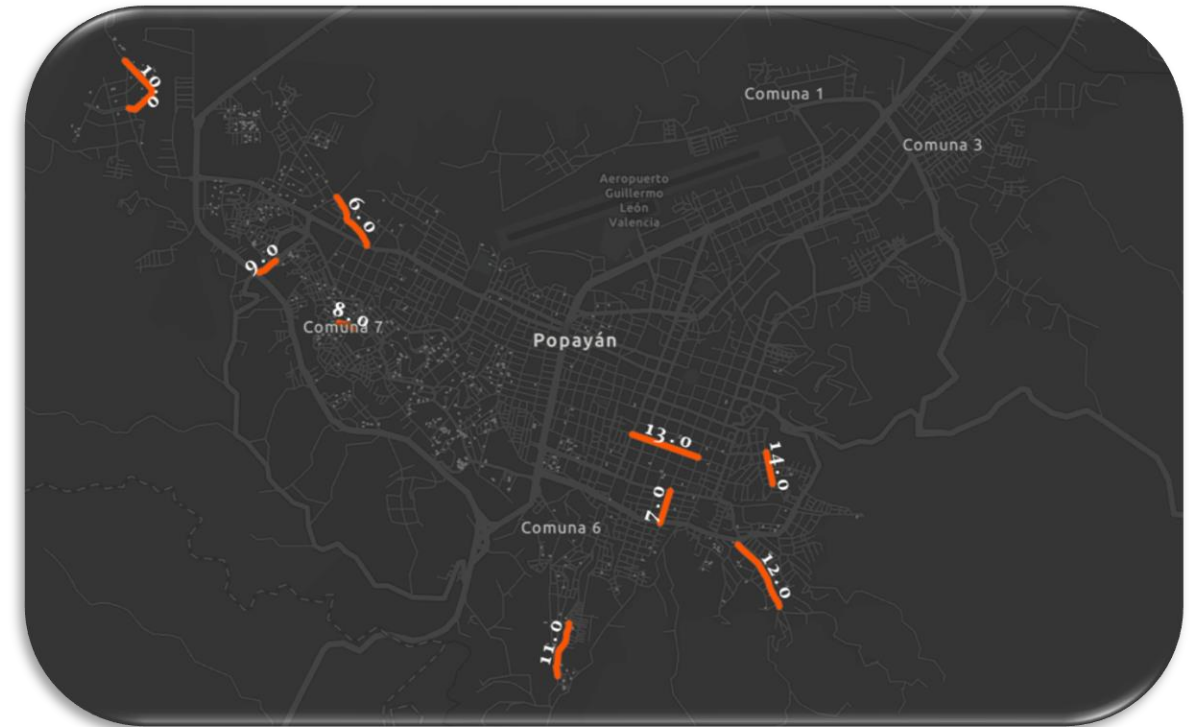 10.0
Comuna 1
Comuna 3
Aeropuerto
Guillermo
León
Valencia
6.0
9.0
8.0
Comuna 7
Popayán
13.0
14.0
7.0
Comuna 6
12.0
11.0